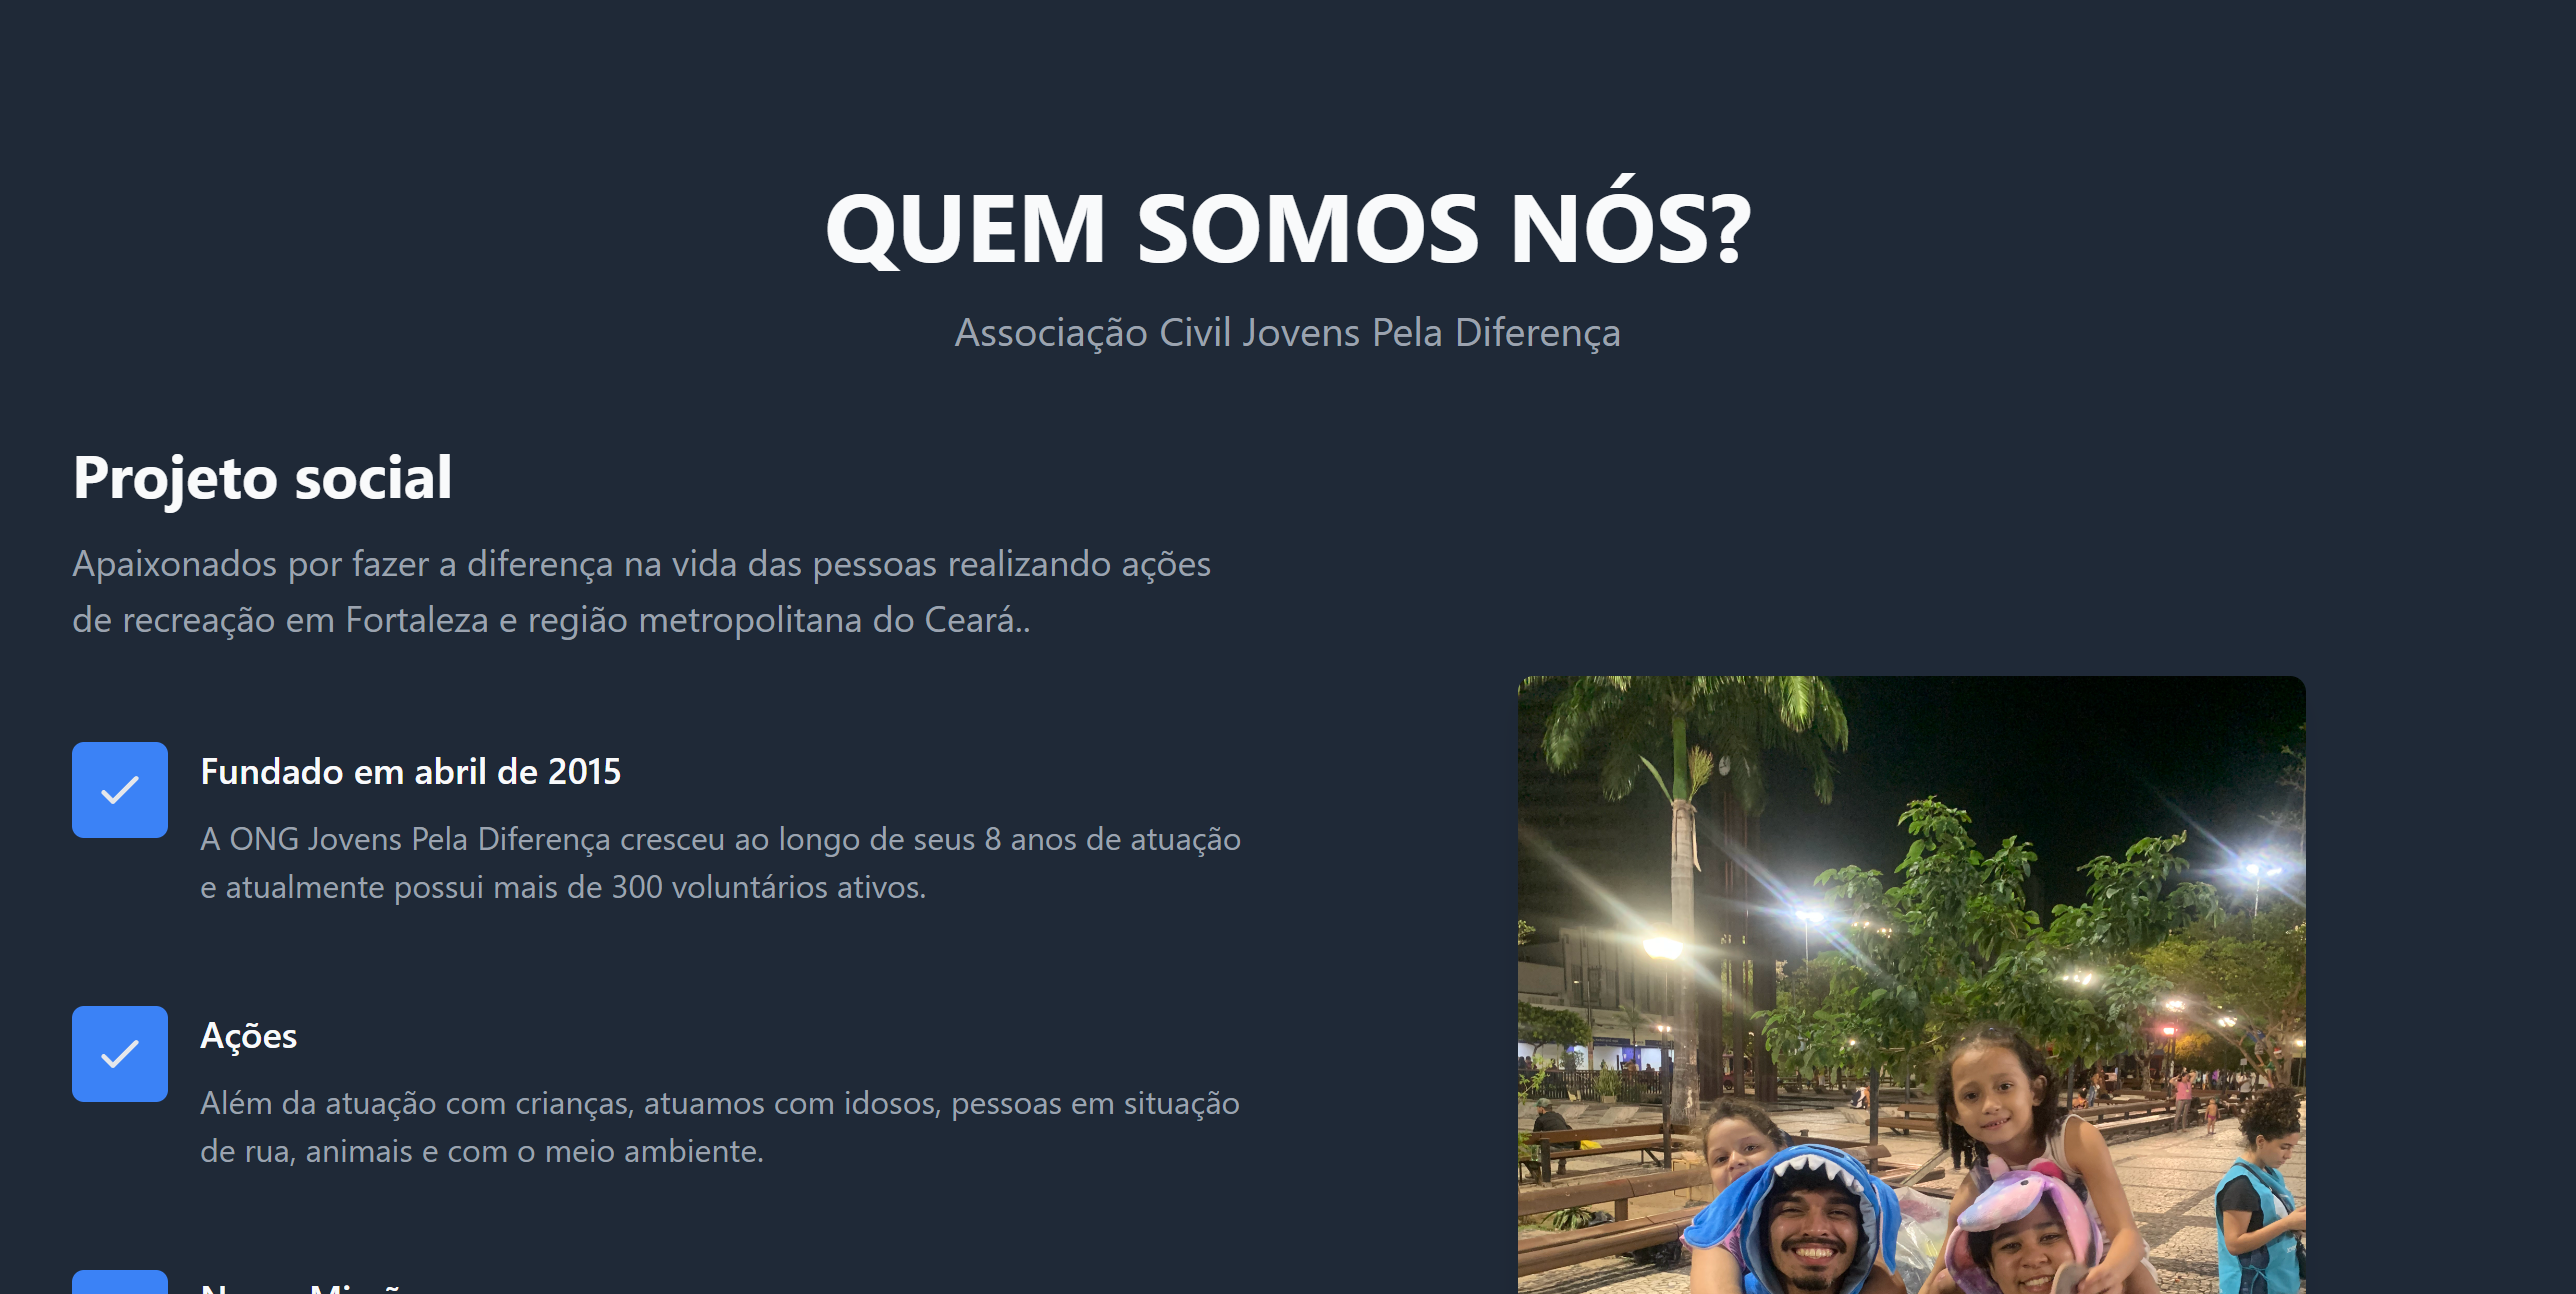 QUEM SOMOS NÓS?
Associação Civil Jovens Pela Diferença
Projeto social
Apaixonados por fazer a diferença na vida das pessoas realizando ações
de recreação em Fortaleza e região metropolitana do Ceará..
Fundado em abril de 2015
A ONG Jovens Pela Diferença cresceu ao longo de seus 8 anos de atuação
e atualmente possui mais de 300 voluntários ativos.
Ações
Além da atuação com crianças, atuamos com idosos, pessoas em situação
de rua, animais e com o meio ambiente.